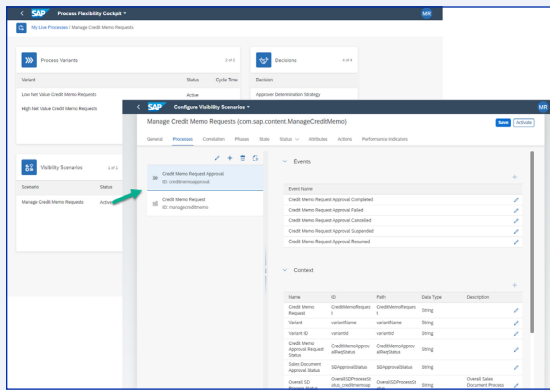 SAP Process Flexibility Cockpit
MR
My Live Processes / Manage Credit Memo Requests
Process Variants
Decisions
Variant Status Cycle Time
Decision
Low Net Value Credit Memo Requests Active
Approver Determination Strategy
High Net Value Credit Memo Requests
Visibility Scenarios
Scenario Status
Manage Credit Memo Requests Active
SAP Configure Visibility Scenarios
MR
Manage Credit Memo Requests (com.sap.content.ManageCreditMemo)
Save Activate
General Processes Correlation Phases State Status Attributes Actions Performance Indicators
Credit Memo Request Approval
ID: creditmemoapproval
Credit Memo Request
ID: managecreditmemo
Events
Event Name
Credit Memo Request Approval Completed
Credit Memo Request Approval Failed
Credit Memo Request Approval Cancelled
Credit Memo Request Approval Suspended
Credit Memo Request Approval Resumed
Context
Name ID Path Data Type Description
Credit Memo Request CreditMemoRequest CreditMemoRequest String
Variant variantName variantName String
Variant ID variantId variantId String
Credit Memo Approval Request Status CreditMemoApprovalReqStatus CreditMemoApprovalReqStatus String
Sales Document Approval Status SDApprovalStatus SDApprovalStatus String
Overall SD String Overall Sales Document Process